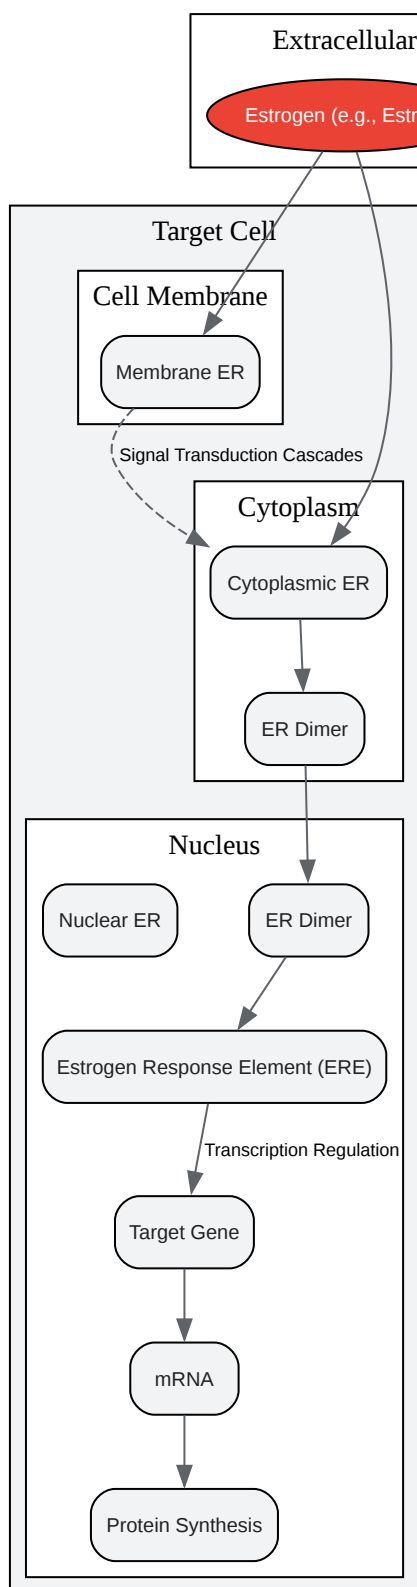 Extracellular
Estrogen (e.g., Estr
Target Cell
Cell Membrane
Membrane ER
Signal Transduction Cascades
Cytoplasm
Cytoplasmic ER
ER Dimer
Nucleus
Nuclear ER
ER Dimer
Estrogen Response Element (ERE)
Transcription Regulation
Target Gene
mRNA
Protein Synthesis